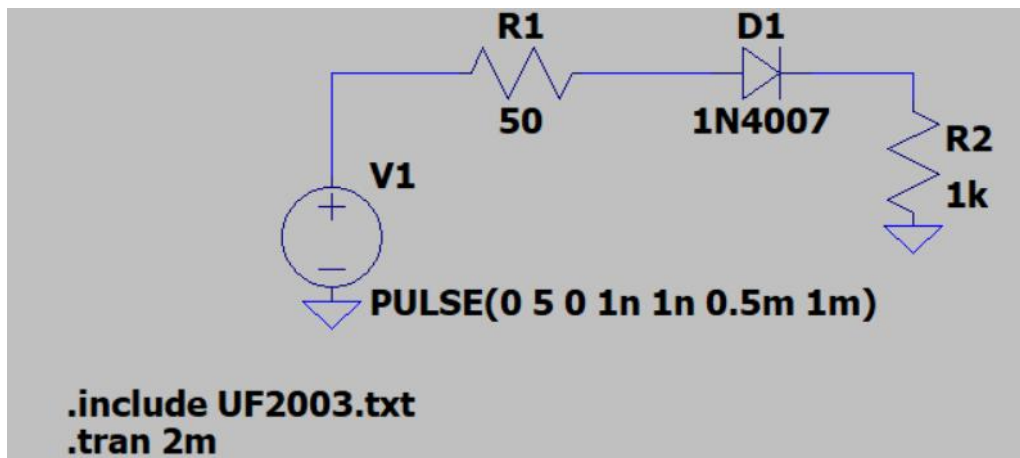 R1
D1
50
1N4007
R2
1k
V1
PULSE(0 5 0 1n 1n 0.5m 1m)
.include UF2003.txt
.tran 2m